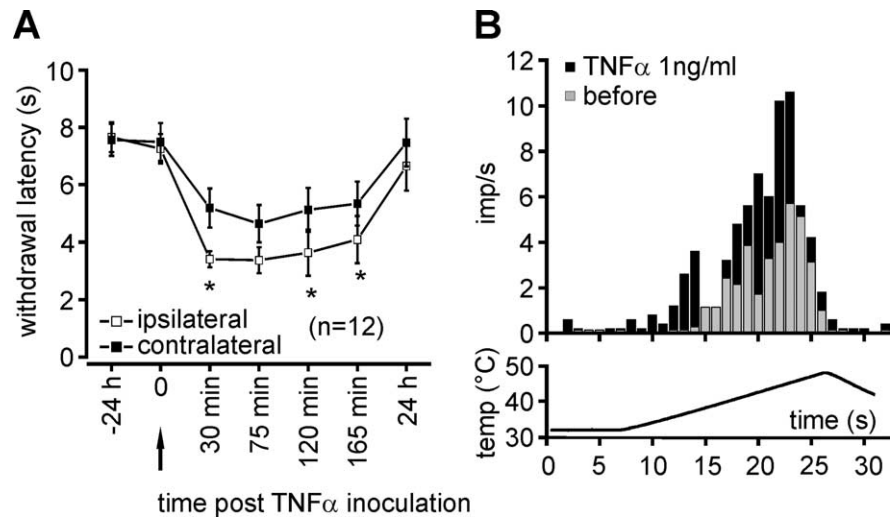 A
withdrawal latency (s)
10
8
6
4
2
0
* * *
ipsilateral (n=12)
contralateral
-24 h
0
30 min
75 min
120 min
165 min
24 h
time post TNFα inoculation
B
TNFα 1ng/ml
before
12
10
8
6
4
2
0
imp/s
50
40
30
temp (°C)
time (s)
0 5 10 15 20 25 30